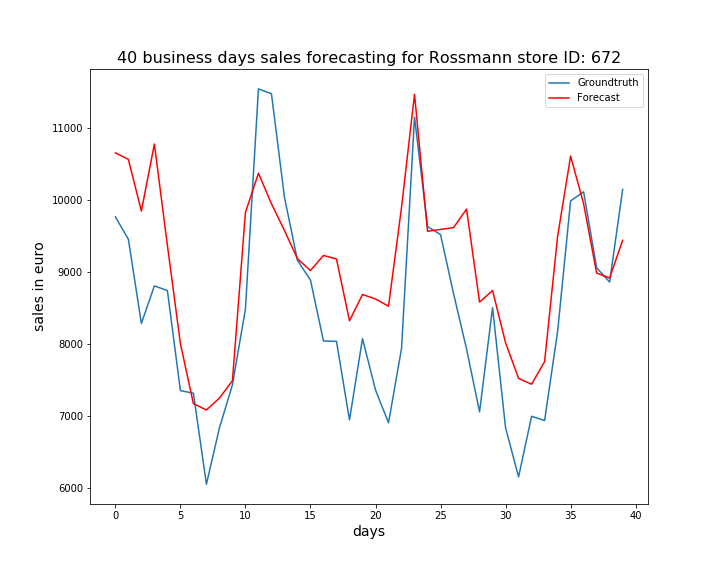 40 business days sales forecasting for Rossmann store ID: 672
Groundtruth
Forecast
sales in euro
11000
10000
9000
8000
7000
6000
0 5 10 15 20 25 30 35 40
days